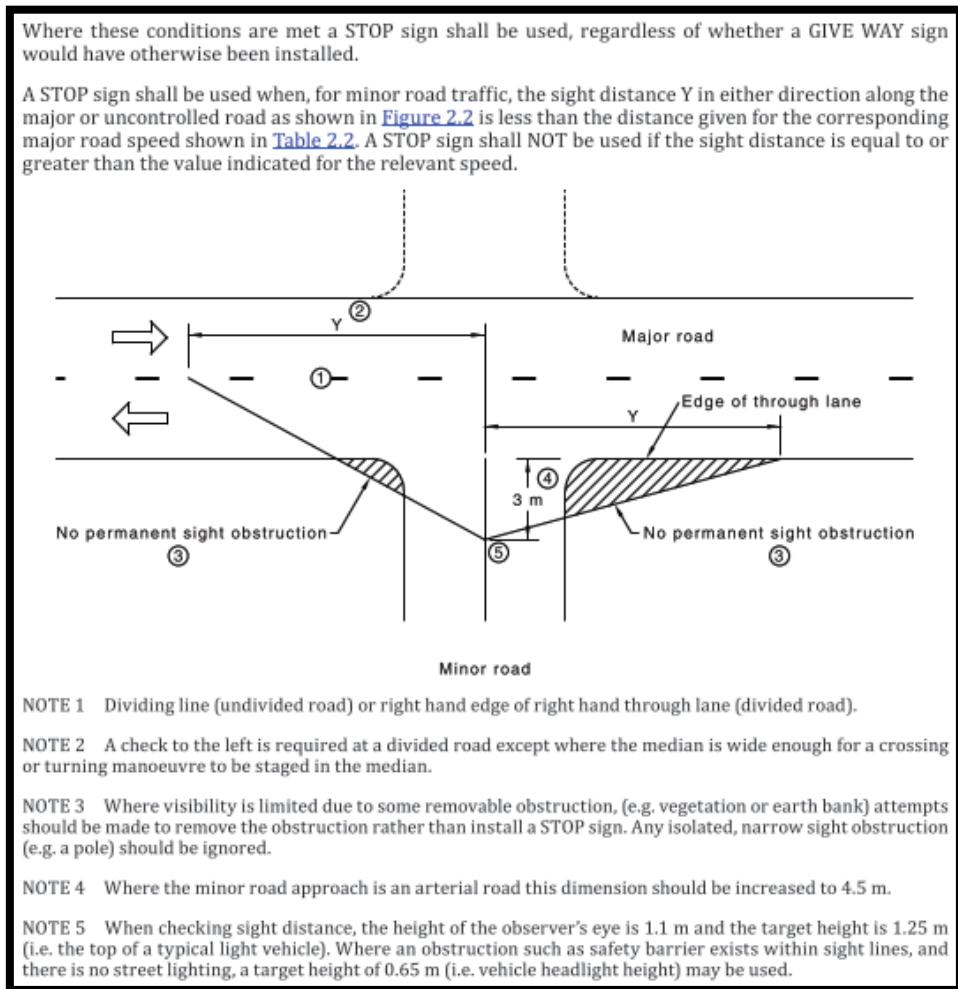 Where these conditions are met a STOP sign shall be used, regardless of whether a GIVE WAY sign
would have otherwise been installed.
A STOP sign shall be used when, for minor road traffic, the sight distance Y in either direction along the
major or uncontrolled road as shown in Figure 2.2 is less than the distance given for the corresponding
major road speed shown in Table 2.2. A STOP sign shall NOT be used if the sight distance is equal to or
greater than the value indicated for the relevant speed.
2
Y
Major road
1
Edge of through lane
Y
4
3 m
No permanent sight obstruction
3
5
No permanent sight obstruction
3
Minor road
NOTE 1 Dividing line (undivided road) or right hand edge of right hand through lane (divided road).
NOTE 2 A check to the left is required at a divided road except where the median is wide enough for a crossing
or turning manoeuvre to be staged in the median.
NOTE 3 Where visibility is limited due to some removable obstruction, (e.g. vegetation or earth bank) attempts
should be made to remove the obstruction rather than install a STOP sign. Any isolated, narrow sight obstruction
(e.g. a pole) should be ignored.
NOTE 4 Where the minor road approach is an arterial road this dimension should be increased to 4.5 m.
NOTE 5 When checking sight distance, the height of the observer's eye is 1.1 m and the target height is 1.25 m
(i.e. the top of a typical light vehicle). Where an obstruction such as safety barrier exists within sight lines, and
there is no street lighting, a target height of 0.65 m (i.e. vehicle headlight height) may be used.